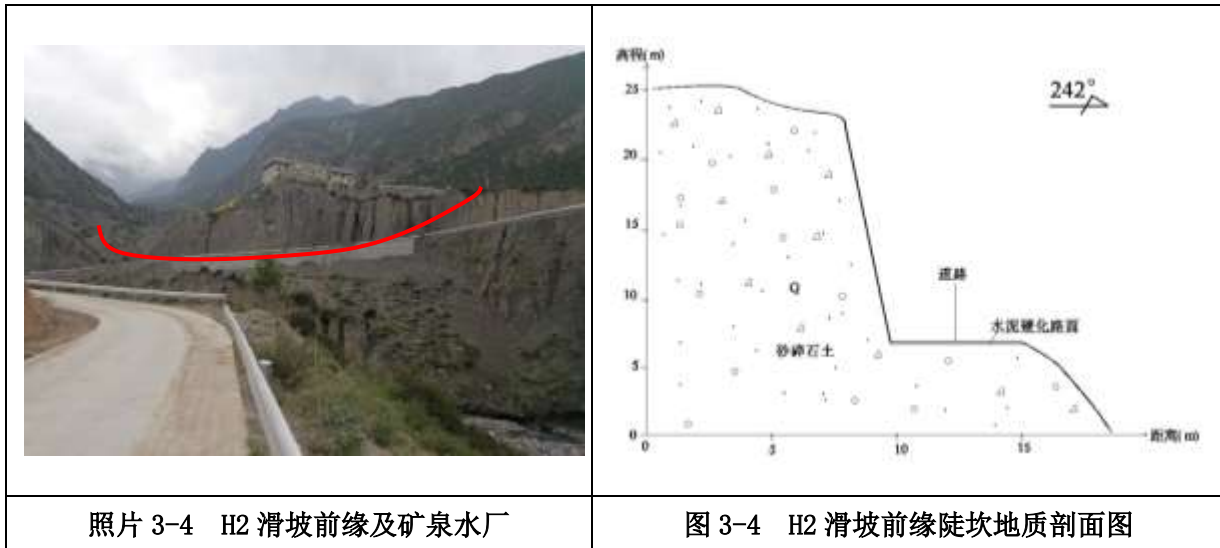 高程(m)
25
20
15
10
5
0
0
5
10
15
距离(m)
242°
道路
水泥硬化路面
Q
砂碎石土
照片 3-4 H2 滑坡前缘及矿泉水厂
图 3-4 H2 滑坡前缘陡坎地质剖面图